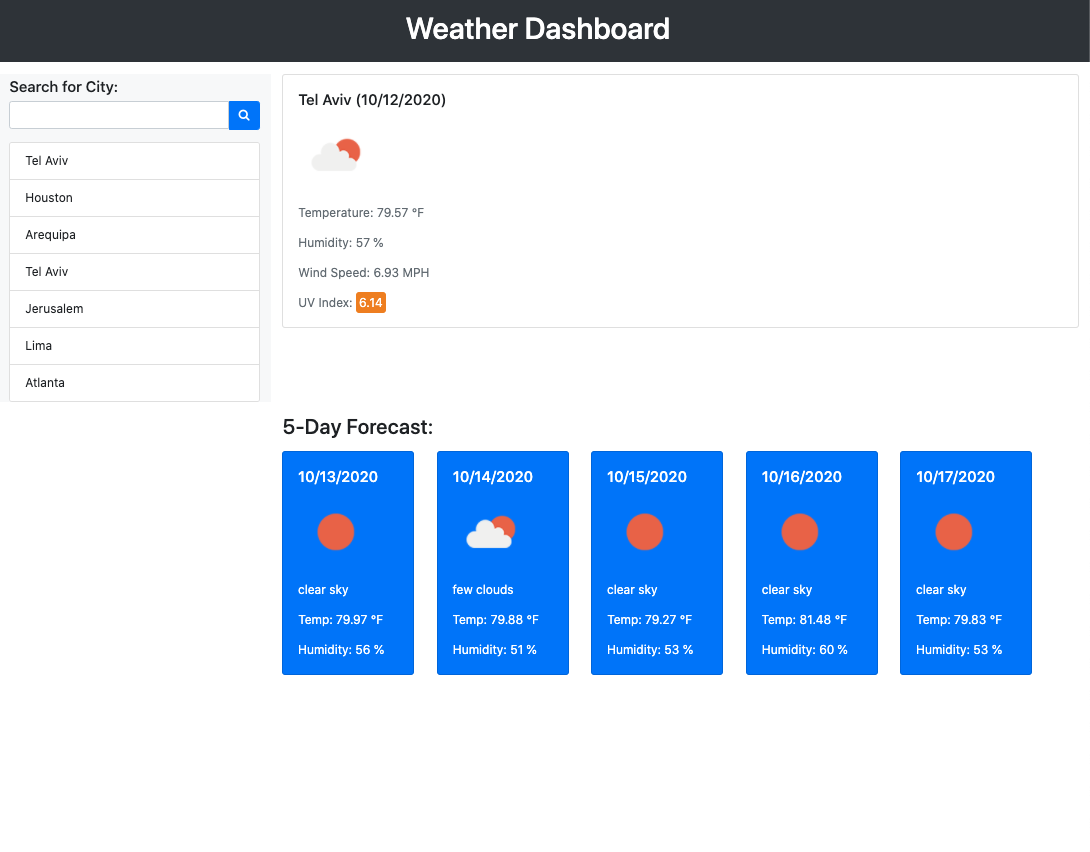 Weather Dashboard
Search for City:
Tel Aviv
Houston
Arequipa
Tel Aviv
Jerusalem
Lima
Atlanta
Tel Aviv (10/12/2020)
Temperature: 79.57 °F
Humidity: 57 %
Wind Speed: 6.93 MPH
UV Index: 6.14
5-Day Forecast:
10/13/2020
clear sky
Temp: 79.97 °F
Humidity: 56 %
10/14/2020
few clouds
Temp: 79.88 °F
Humidity: 51 %
10/15/2020
clear sky
Temp: 79.27 °F
Humidity: 53 %
10/16/2020
clear sky
Temp: 81.48 °F
Humidity: 60 %
10/17/2020
clear sky
Temp: 79.83 °F
Humidity: 53 %